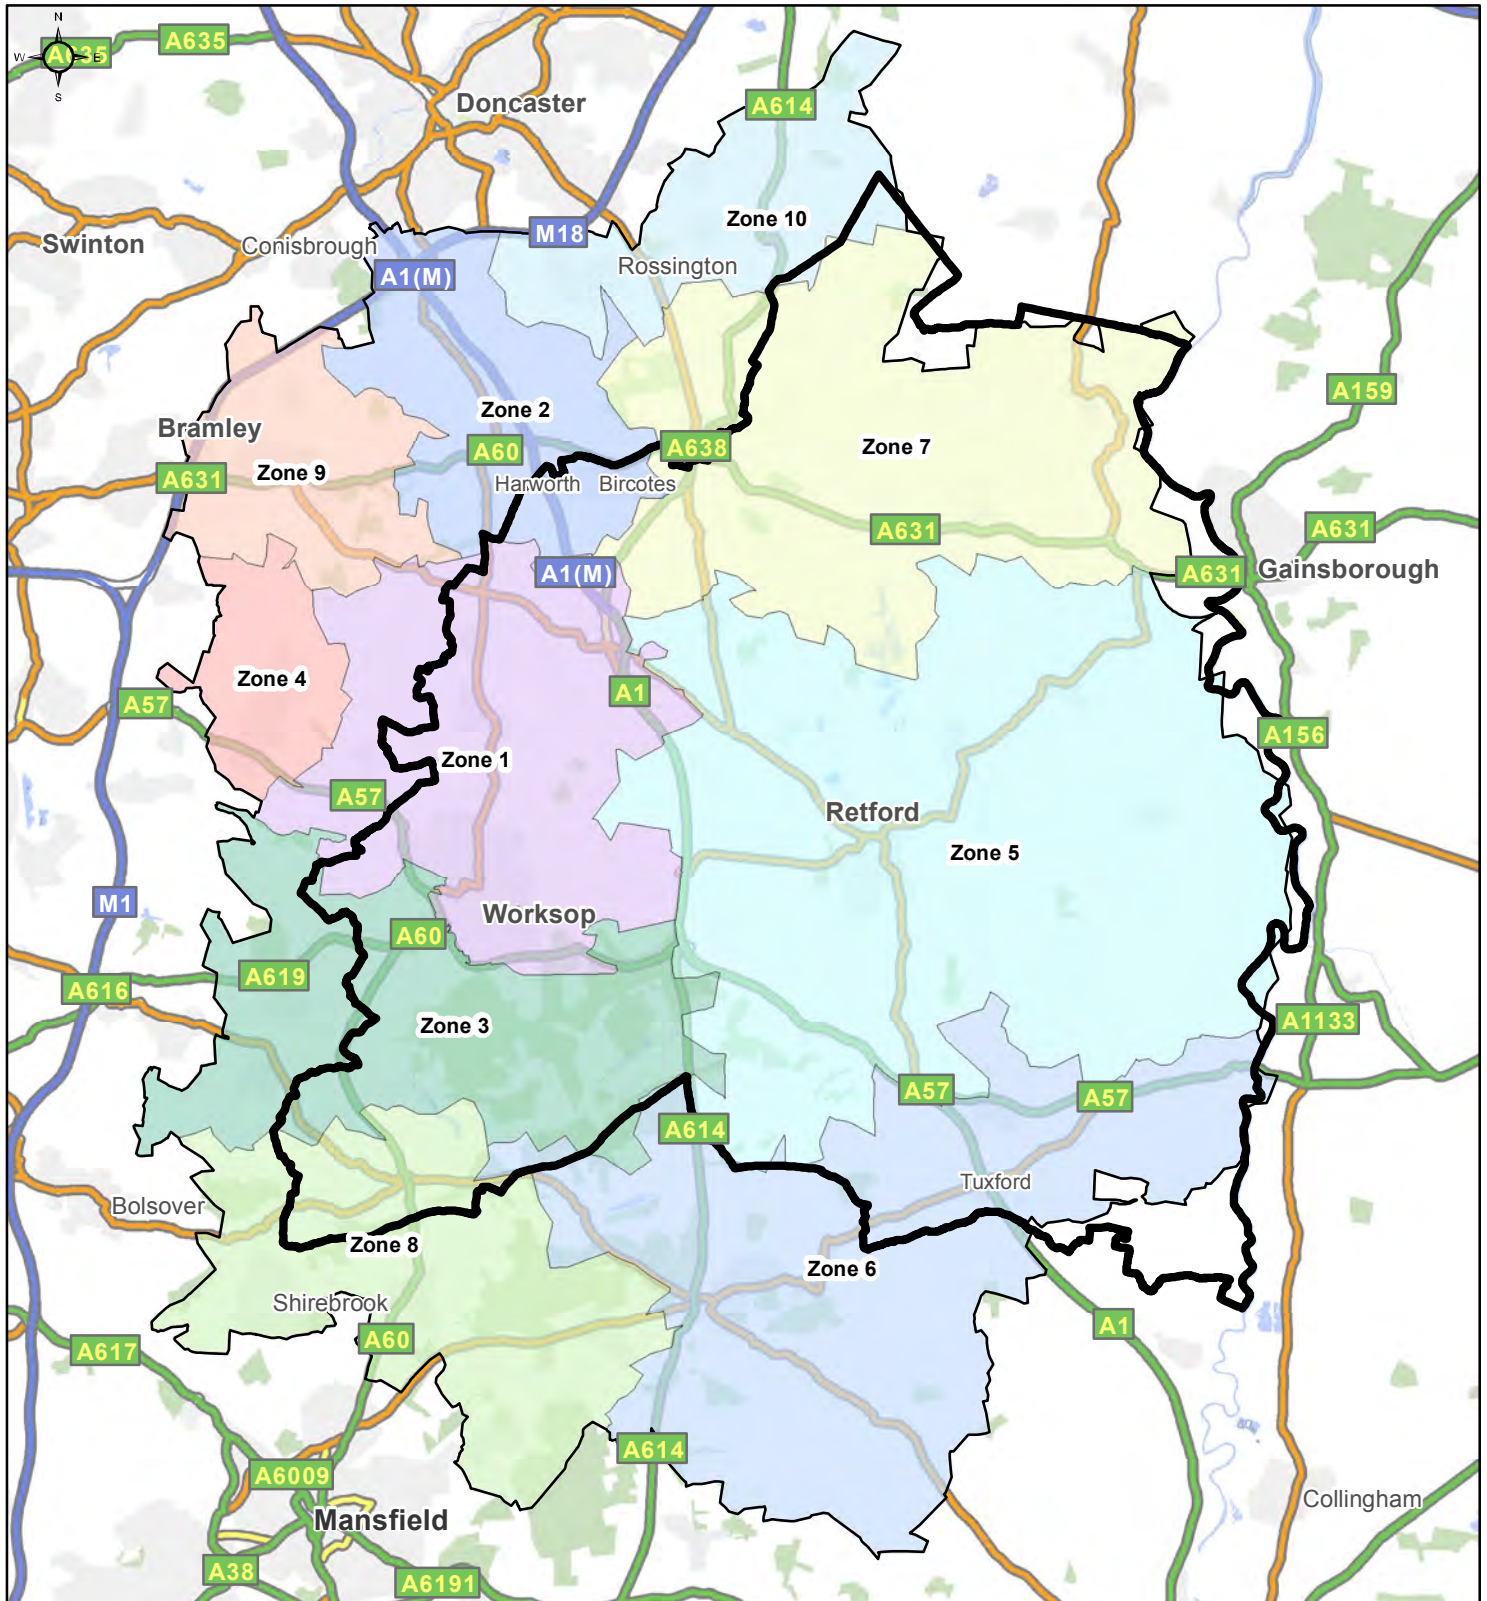 N
A635
A635
W
E
S
Doncaster
A614
Zone 10
Swinton
Conisbrough
M18
Rossington
A1(M)
A159
Zone 2
Bramley
A60
A638
Zone 7
Zone 9
A631
Harworth
Bircotes
A631
A631
A1(M)
A631
Gainsborough
Zone 4
A1
A57
A156
Zone 1
A57
Retford
Zone 5
M1
Worksop
A60
A619
A616
Zone 3
A1133
A57
A57
A614
Tuxford
Bolsover
Zone 8
Zone 6
Shirebrook
A60
A1
A617
A614
A6009
Collingham
Mansfield
A38
A6191